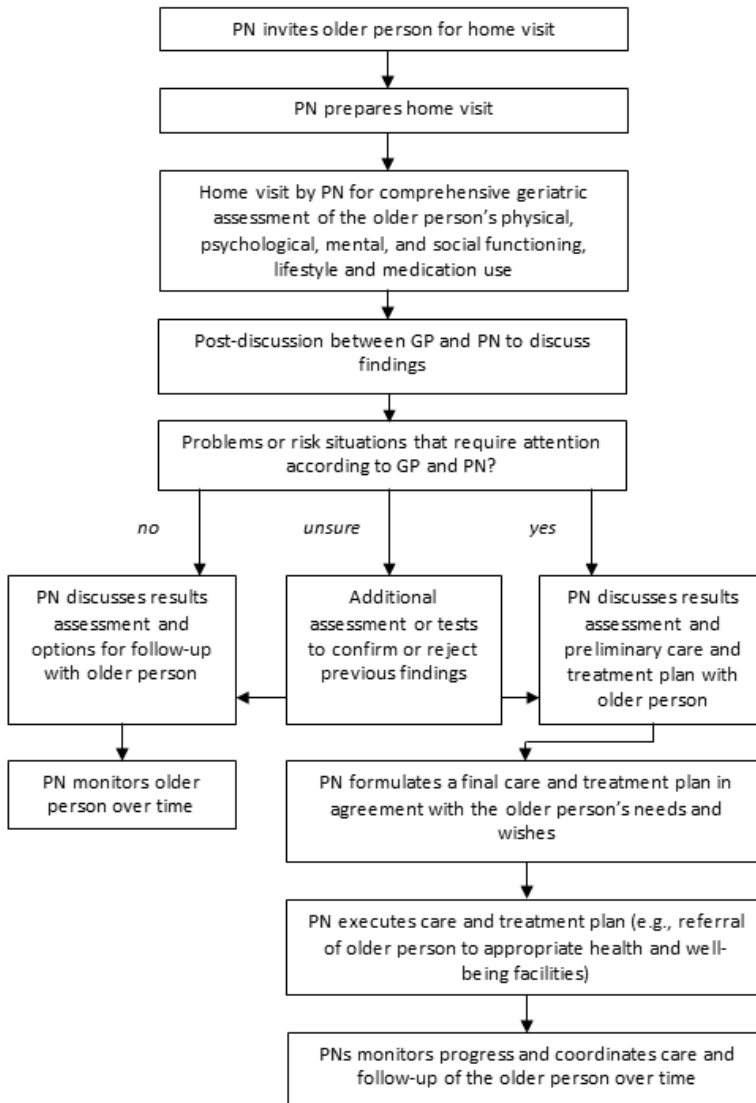 PN invites older person for home visit
PN prepares home visit
Home visit by PN for comprehensive geriatric
assessment of the older person's physical,
psychological, mental, and social functioning,
lifestyle and medication use
Post-discussion between GP and PN to discuss
findings
Problems or risk situations that require attention
according to GP and PN?
no
unsure
yes
PN discusses results
assessment and
options for follow-up
with older person
Additional
assessment or tests
to confirm or reject
previous findings
PN discusses results
assessment and
preliminary care and
treatment plan with
older person
PN monitors older
person over time
PN formulates a final care and treatment plan in
agreement with the older person's needs and
wishes
PN executes care and treatment plan (e.g., referral
of older person to appropriate health and well-
being facilities)
PNs monitors progress and coordinates care and
follow-up of the older person over time